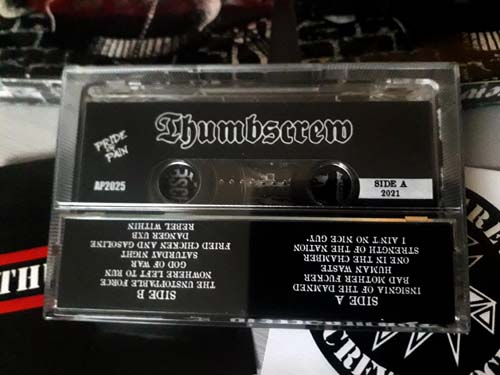 Thumbscrew
PRIDE
PAIN
AP2025
SIDE A
2021
SIDE A
INSIGNIA OF THE DAMNED
BAD MOTHER FUCKER
HUMAN WASTE
ONE IN THE CHAMBER
STRENGTH OF THE NATION
I AIN'T NO NICE GUY
SIDE B
THE UNSTOPPABLE FORCE
NOWHERE LEFT TO RUN
GOD OF WAR
SATURDAY NIGHT
FRIED CHICKEN AND GASOLINE
DANGER UXB
REBEL WITHIN